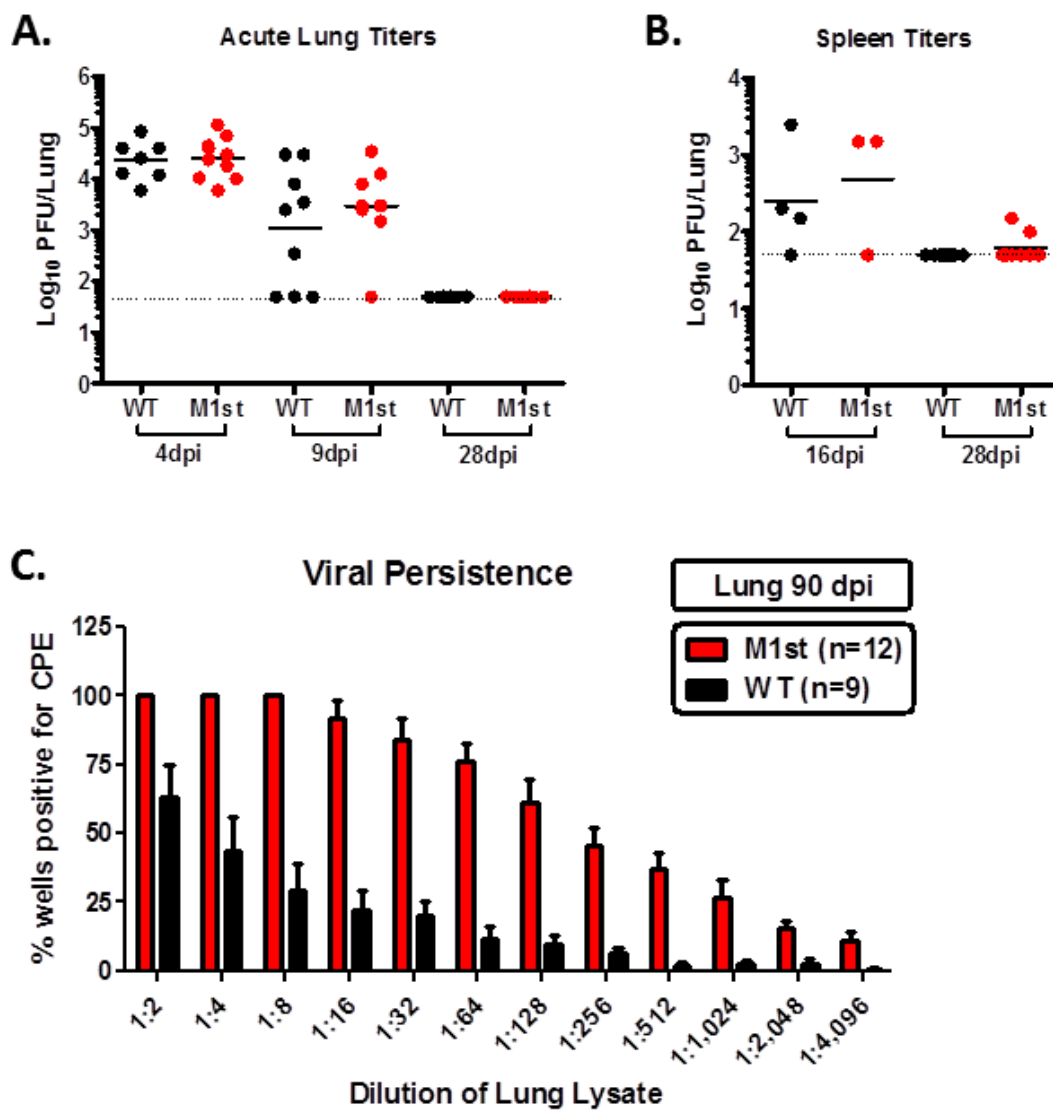 A.
Acute Lung Titers
Log10 PFU/Lung
6
5
4
3
2
1
0
WT M1st WT M1st WT M1st
4dpi 9dpi 28dpi
B.
Spleen Titers
Log10 PFU/Lung
4
3
2
1
0
WT M1st WT M1st
16dpi 28dpi
C.
Viral Persistence
Lung 90 dpi
M1st (n=12)
WT (n=9)
% wells positive for CPE
125
100
75
50
25
0
1:2 1:4 1:8 1:16 1:32 1:64 1:128 1:256 1:512 1:1,024 1:2,048 1:4,096
Dilution of Lung Lysate